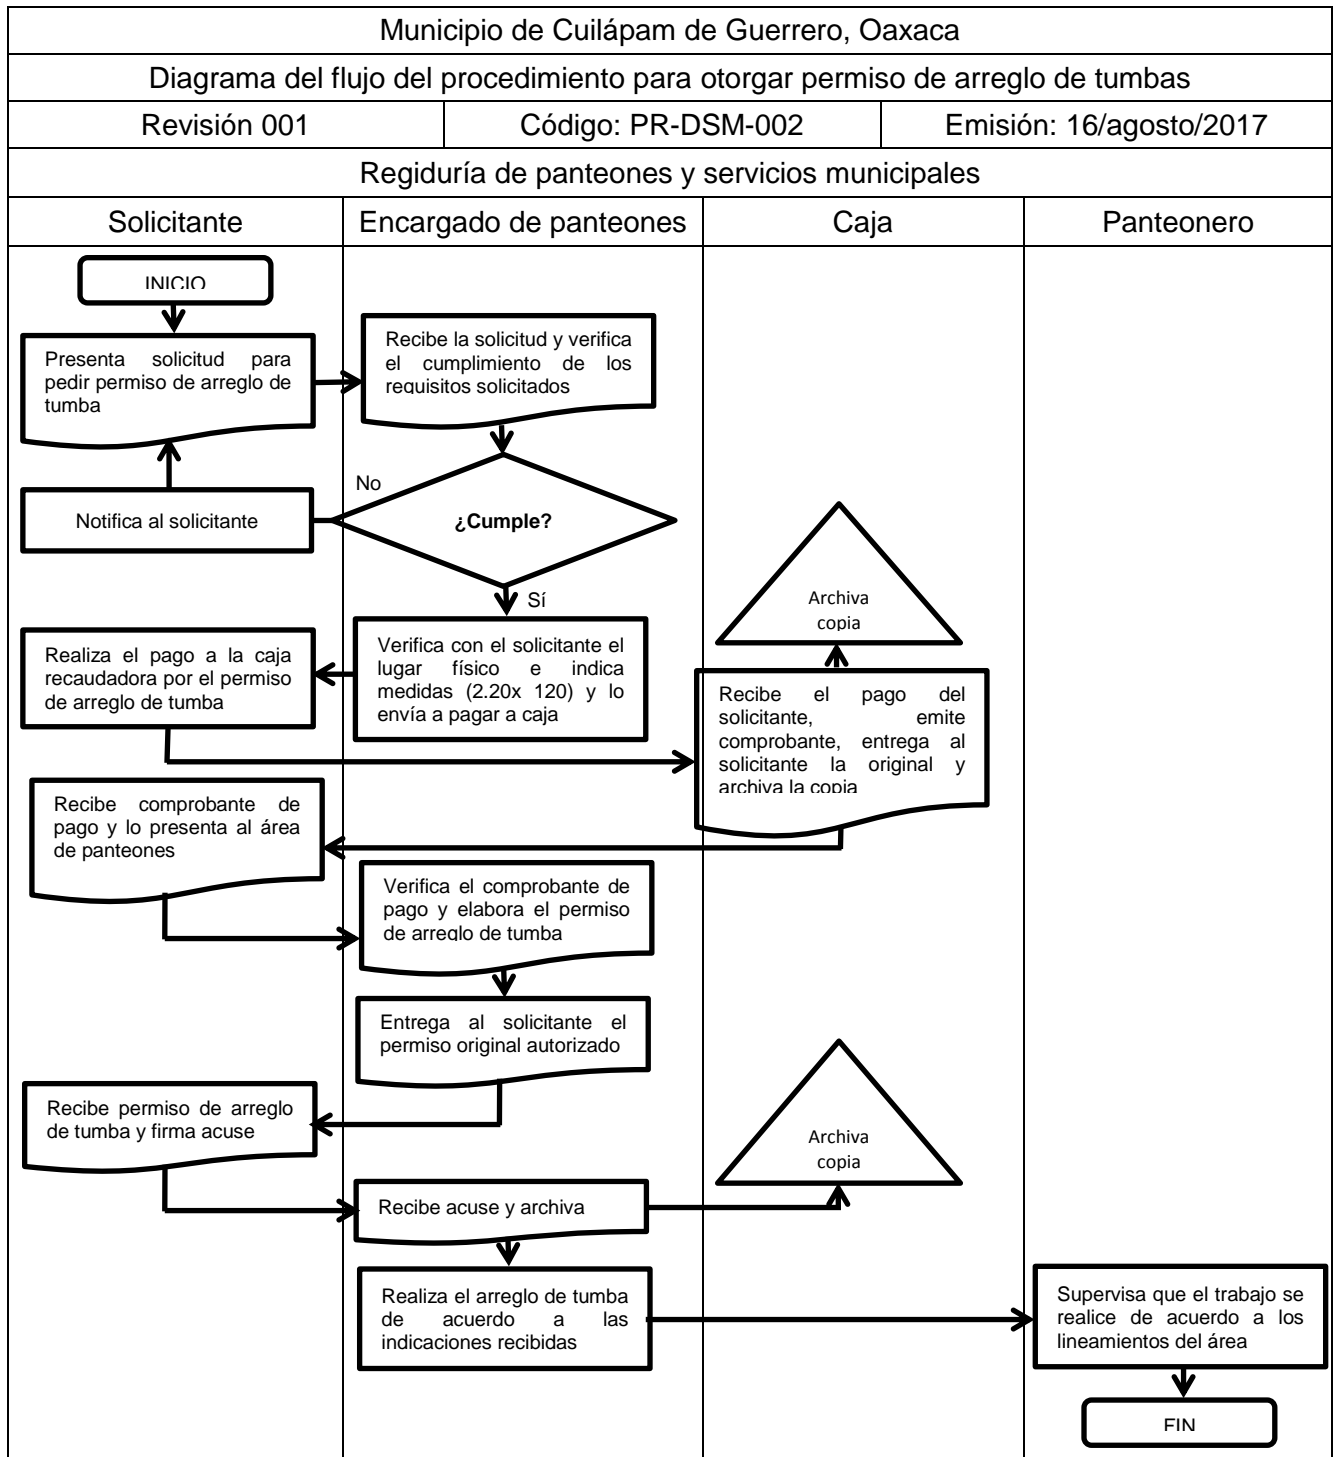 Municipio de Cuilápam de Guerrero, Oaxaca
Diagrama del flujo del procedimiento para otorgar permiso de arreglo de tumbas
Revisión 001
Código: PR-DSM-002
Emisión: 16/agosto/2017
Regiduría de panteones y servicios municipales
Solicitante
Encargado de panteones
Caja
Panteonero
INICIO
Presenta solicitud para
pedir permiso de arreglo de
tumba
Recibe la solicitud y verifica
el cumplimiento de los
requisitos solicitados
No
¿Cumple?
Notifica al solicitante
Sí
Archiva
copia
Verifica con el solicitante el
lugar físico e indica
medidas (2.20x 120) y lo
envía a pagar a caja
Realiza el pago a la caja
recaudadora por el permiso
de arreglo de tumba
Recibe el pago del
solicitante, emite
comprobante, entrega al
solicitante la original y
archiva la copia
Recibe comprobante de
pago y lo presenta al área
de panteones
Verifica el comprobante de
pago y elabora el permiso
de arreglo de tumba
Entrega al solicitante el
permiso original autorizado
Recibe permiso de arreglo
de tumba y firma acuse
Archiva
copia
Recibe acuse y archiva
Realiza el arreglo de tumba
de acuerdo a las
indicaciones recibidas
Supervisa que el trabajo se
realice de acuerdo a los
lineamientos del área
FIN